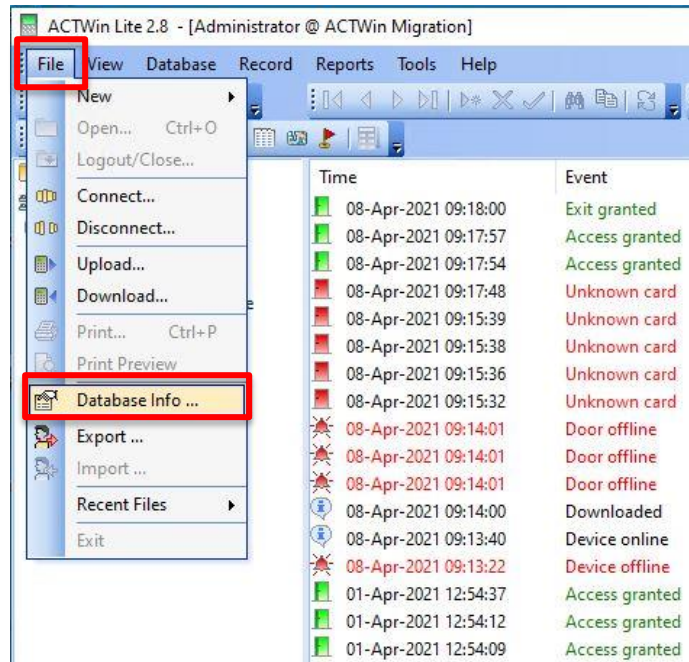 ACTWin Lite 2.8 - [Administrator @ ACTWin Migration]
File View Database Record Reports Tools Help
New
Open... Ctrl+O
Logout/Close...
Connect...
Disconnect...
Upload...
Download...
Print... Ctrl+P
Print Preview
Database Info ...
Export ...
Import ...
Recent Files
Exit
Time Event
08-Apr-2021 09:18:00 Exit granted
08-Apr-2021 09:17:57 Access granted
08-Apr-2021 09:17:54 Access granted
08-Apr-2021 09:17:48 Unknown card
08-Apr-2021 09:15:39 Unknown card
08-Apr-2021 09:15:38 Unknown card
08-Apr-2021 09:15:36 Unknown card
08-Apr-2021 09:15:32 Unknown card
08-Apr-2021 09:14:01 Door offline
08-Apr-2021 09:14:01 Door offline
08-Apr-2021 09:14:01 Door offline
08-Apr-2021 09:14:00 Downloaded
08-Apr-2021 09:13:40 Device online
08-Apr-2021 09:13:22 Device offline
01-Apr-2021 12:54:37 Access granted
01-Apr-2021 12:54:12 Access granted
01-Apr-2021 12:54:09 Access granted